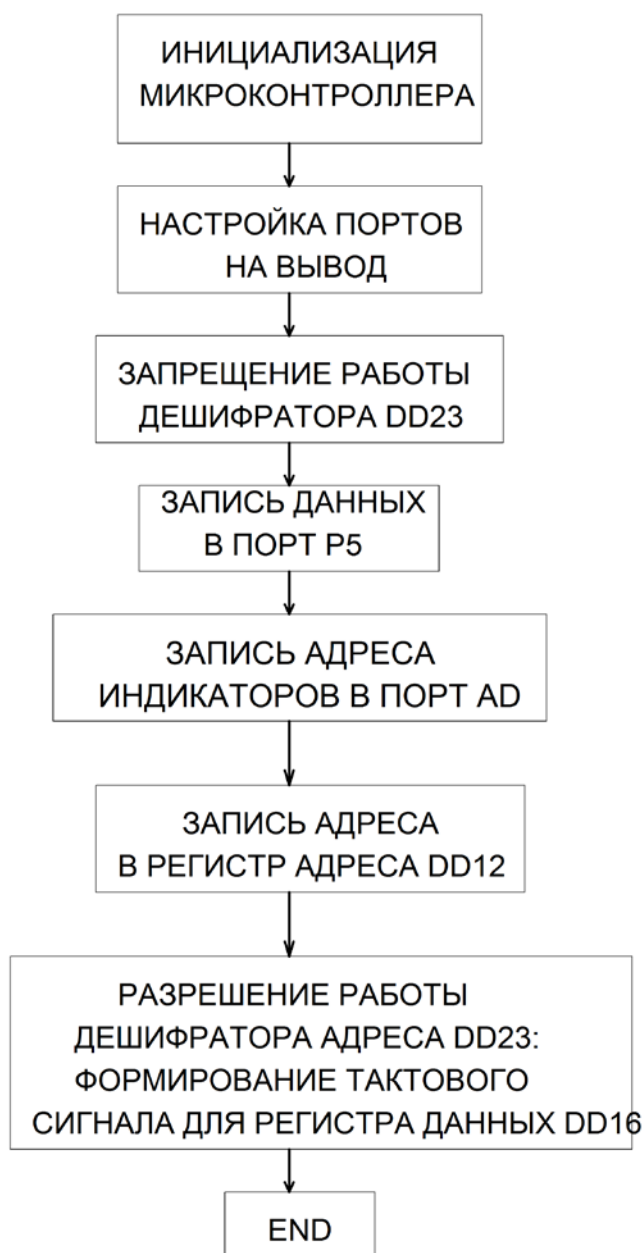 ИНИЦИАЛИЗАЦИЯ
МИКРОКОНТРОЛЛЕРА
НАСТРОЙКА ПОРТОВ
НА ВЫВОД
ЗАПРЕЩЕНИЕ РАБОТЫ
ДЕШИФРАТОРА DD23
ЗАПИСЬ ДАННЫХ
В ПОРТ P5
ЗАПИСЬ АДРЕСА
ИНДИКАТОРОВ В ПОРТ AD
ЗАПИСЬ АДРЕСА
В РЕГИСТР АДРЕСА DD12
РАЗРЕШЕНИЕ РАБОТЫ
ДЕШИФРАТОРА АДРЕСА DD23:
ФОРМИРОВАНИЕ ТАКТОВОГО
СИГНАЛА ДЛЯ РЕГИСТРА ДАННЫХ DD16
END